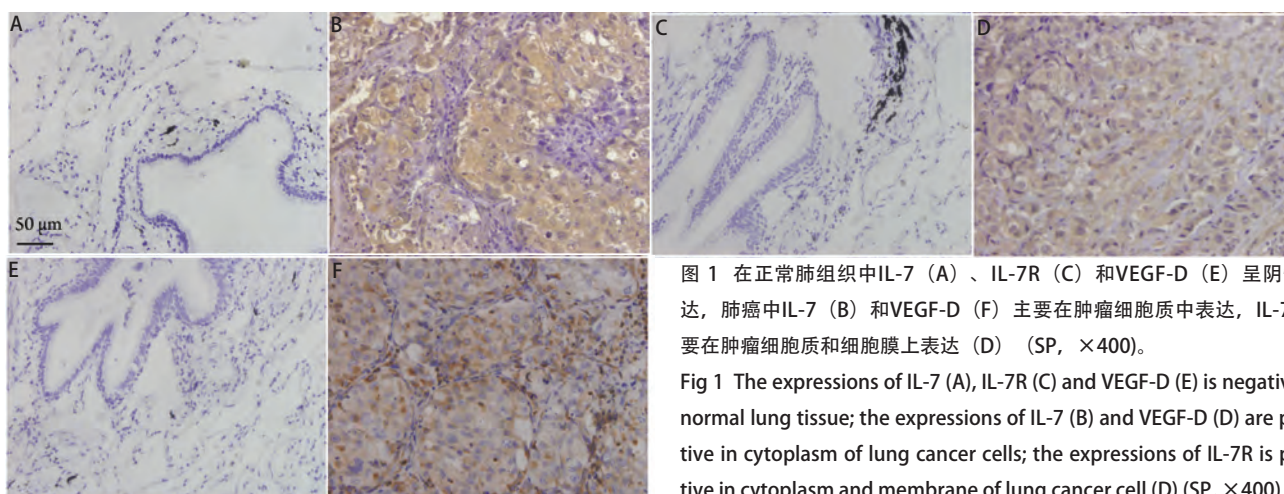 A
B
C
D
50 μm
E
F
图 1 在正常肺组织中IL-7（A）、IL-7R（C）和VEGF-D（E）呈阴
达，肺癌中IL-7（B）和VEGF-D（F）主要在肿瘤细胞质中表达，IL-7
要在肿瘤细胞质和细胞膜上表达（D）（SP，×400)。
Fig 1 The expressions of IL-7 (A), IL-7R (C) and VEGF-D (E) is negativ
normal lung tissue; the expressions of IL-7 (B) and VEGF-D (D) are p
tive in cytoplasm of lung cancer cells; the expressions of IL-7R is p
tive in cytoplasm and membrane of lung cancer cell (D) (SP, ×400)